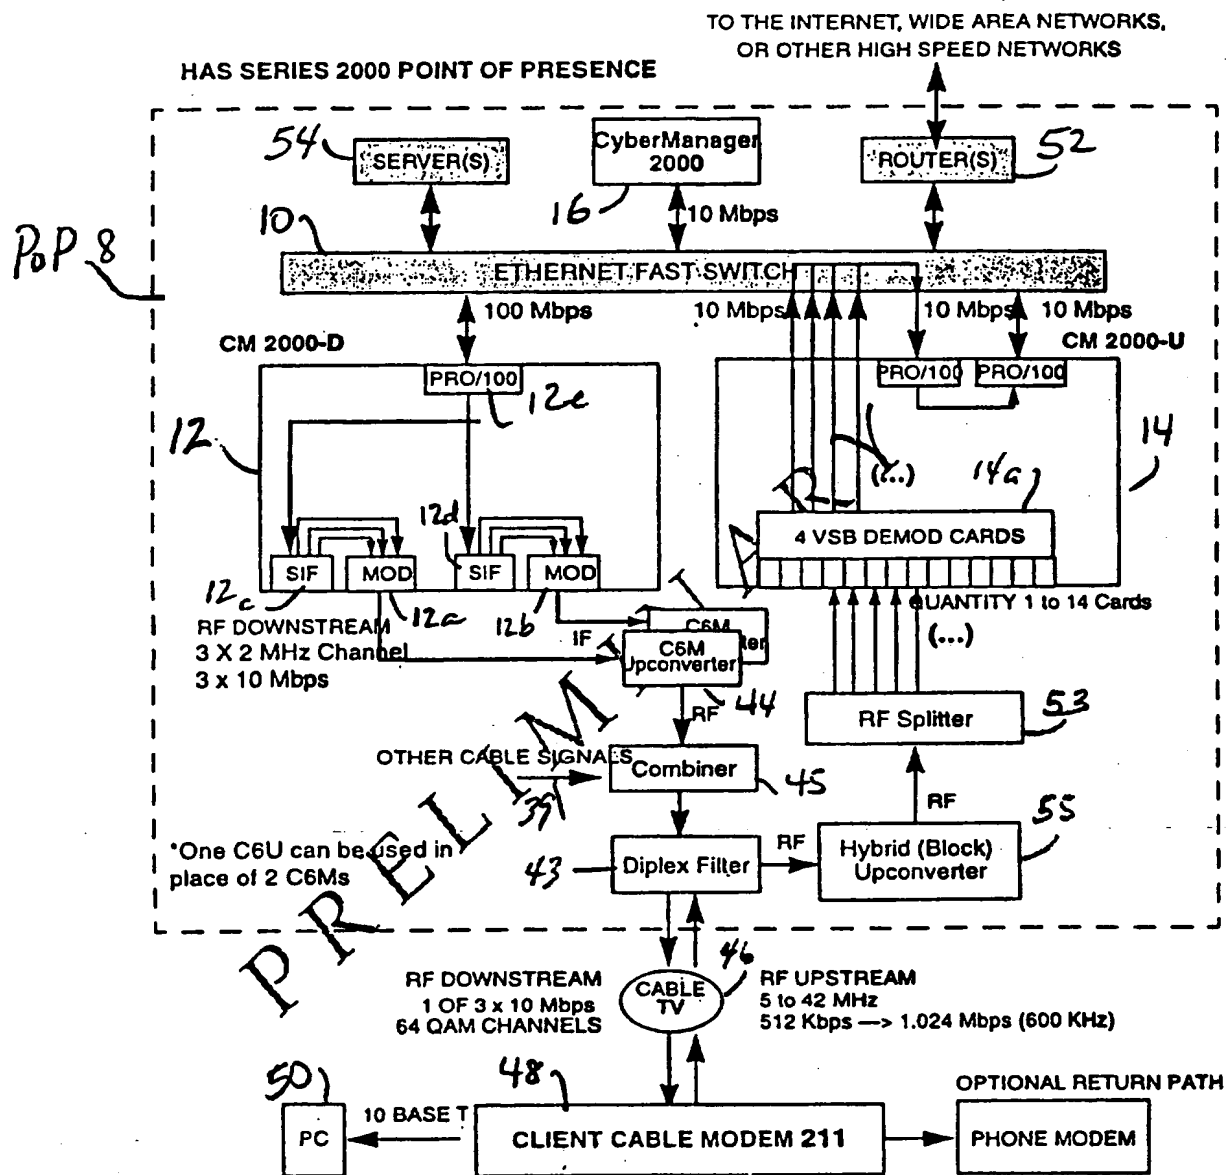 TO THE INTERNET, WIDE AREA NETWORKS,
OR OTHER HIGH SPEED NETWORKS
HAS SERIES 2000 POINT OF PRESENCE
54
SERVER(S)
CyberManager
2000
16
ROUTER(S)
52
10 Mbps
PoP 8
10
ETHERNET FAST SWITCH
100 Mbps
10 Mbps
10 Mbps
10 Mbps
CM 2000-D
CM 2000-U
PRO/100
12e
PRO/100
PRO/100
12
14
(...)
14a
4 VSB DEMOD CARDS
12d
SIF
MOD
SIF
MOD
12c
12a
12b
QUANTITY 1 to 14 Cards
(...)
RF DOWNSTREAM
3 X 2 MHz Channel
3 x 10 Mbps
IF
C6M
C6M
Upconverter
44
RF
RF Splitter
53
OTHER CABLE SIGNALS
39
Combiner
45
RF
*One C6U can be used in
place of 2 C6Ms
43
Diplex Filter
RF
Hybrid (Block)
Upconverter
55
PRELIM
RF DOWNSTREAM
1 OF 3 x 10 Mbps
64 QAM CHANNELS
CABLE
TV
46
RF UPSTREAM
5 to 42 MHz
512 Kbps —> 1.024 Mbps (600 KHz)
50
PC
10 BASE T
48
CLIENT CABLE MODEM 211
OPTIONAL RETURN PATH
PHONE MODEM